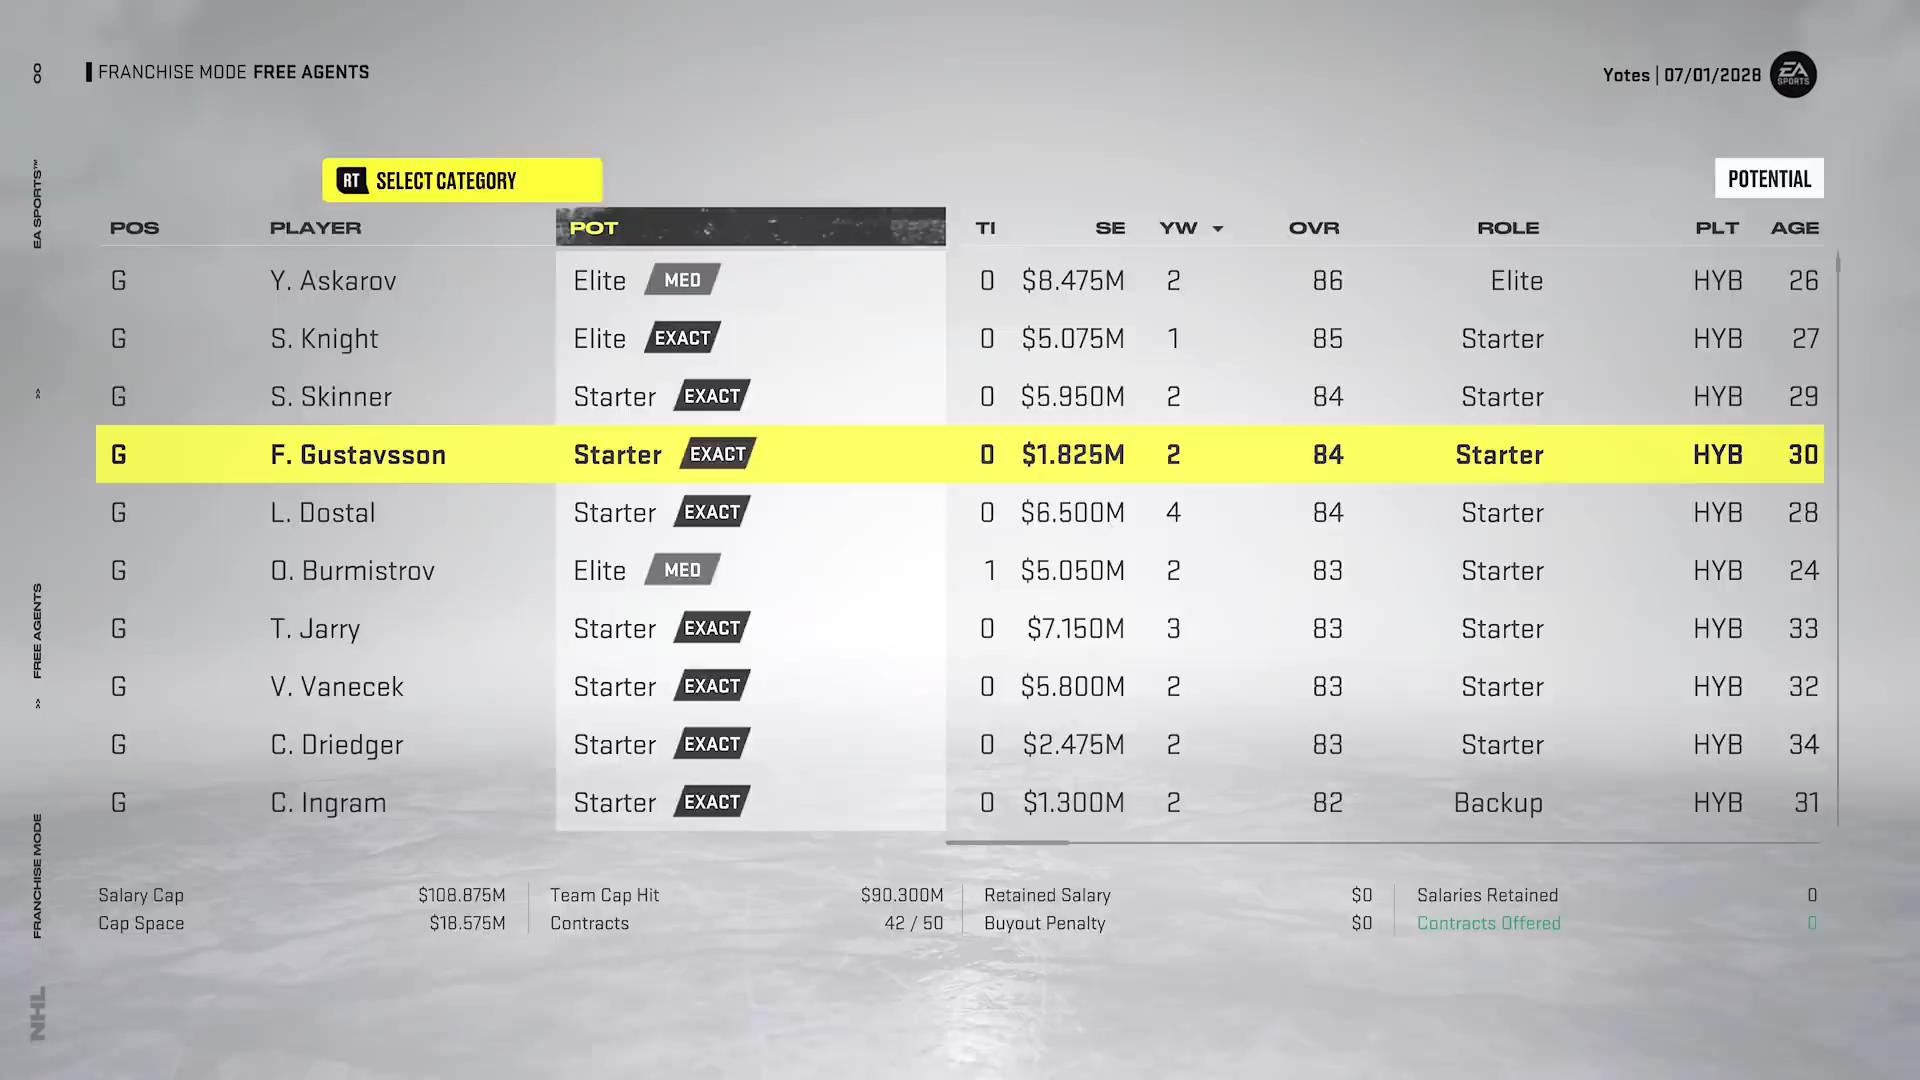 FRANCHISE MODE FREE AGENTS
Yotes | 07/01/2028
EA SPORTS
RT SELECT CATEGORY
POTENTIAL
POS PLAYER POT TI SE YW OVR ROLE PLT AGE
G Y. Askarov Elite MED 0 $8.475M 2 86 Elite HYB 26
G S. Knight Elite EXACT 0 $5.075M 1 85 Starter HYB 27
G S. Skinner Starter EXACT 0 $5.950M 2 84 Starter HYB 29
G F. Gustavsson Starter EXACT 0 $1.825M 2 84 Starter HYB 30
G L. Dostal Starter EXACT 0 $6.500M 4 84 Starter HYB 28
G O. Burmistrov Elite MED 1 $5.050M 2 83 Starter HYB 24
G T. Jarry Starter EXACT 0 $7.150M 3 83 Starter HYB 33
G V. Vanecek Starter EXACT 0 $5.800M 2 83 Starter HYB 32
G C. Driedger Starter EXACT 0 $2.475M 2 83 Starter HYB 34
G C. Ingram Starter EXACT 0 $1.300M 2 82 Backup HYB 31
Salary Cap $108.875M Team Cap Hit $90.300M Retained Salary $0 Salaries Retained 0
Cap Space $18.575M Contracts 42 / 50 Buyout Penalty $0 Contracts Offered 0
NHL FRANCHISE MODE >> FREE AGENTS >> EA SPORTS™